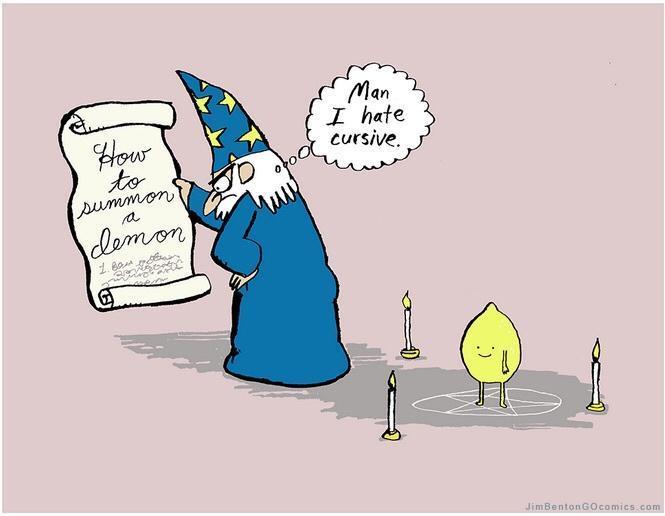 How
to
summon
a
demon
Man
I hate
cursive.
JimBentonGOcomics.com